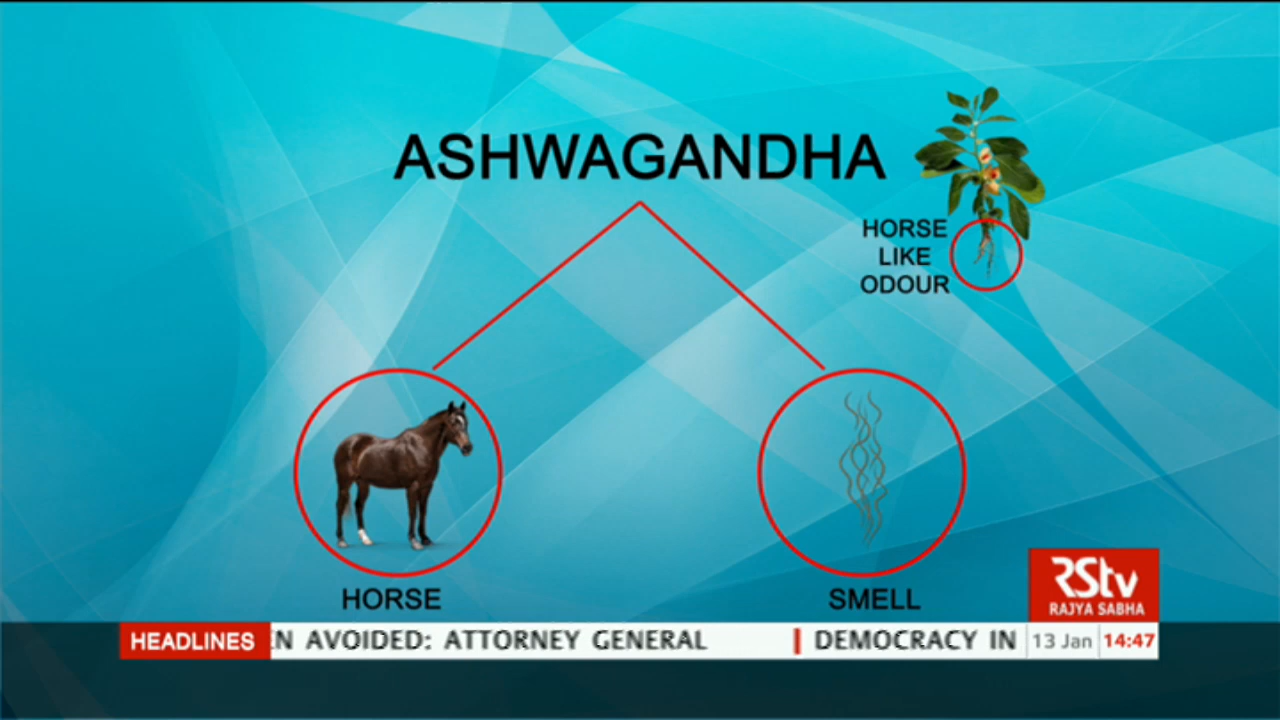 ASHWAGANDHA
HORSE
LIKE
ODOUR
HORSE
SMELL
RStv
RAJYA SABHA
HEADLINES
AVOIDED: ATTORNEY GENERAL
DEMOCRACY IN
13 Jan
14:47